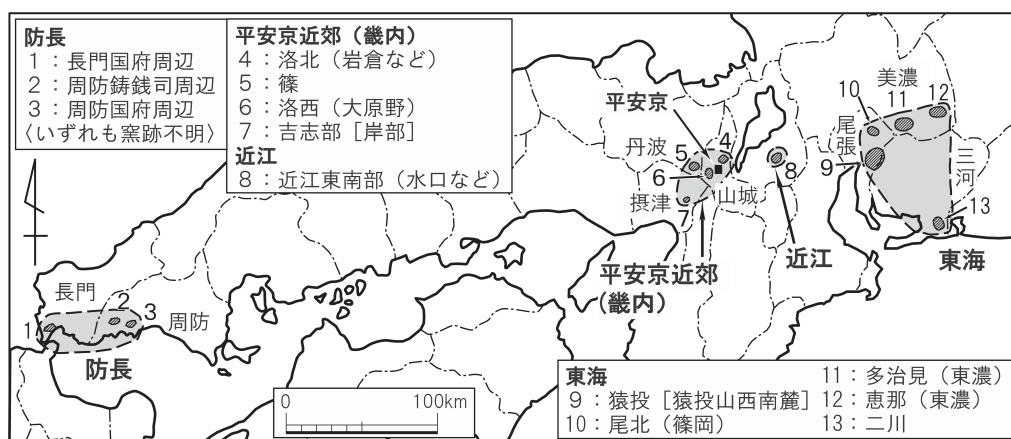 防長
1：長門国府周辺
2：周防鋳銭司周辺
3：周防国府周辺
〈いずれも窯跡不明〉
平安京近郊（畿内）
4：洛北（岩倉など）
5：篠
6：洛西（大原野）
7：吉志部［岸部］
近江
8：近江東南部（水口など）
美濃
10
11
12
平安京
尾張
丹波
5
4
三河
9
8
6
山城
摂津
13
7
平安京近郊
(畿内)
近江
東海
長門
2
3
1
周防
防長
0
100km
東海
9：猿投［猿投山西南麓］
10：尾北（篠岡）
11：多治見（東濃）
12：恵那（東濃）
13：二川